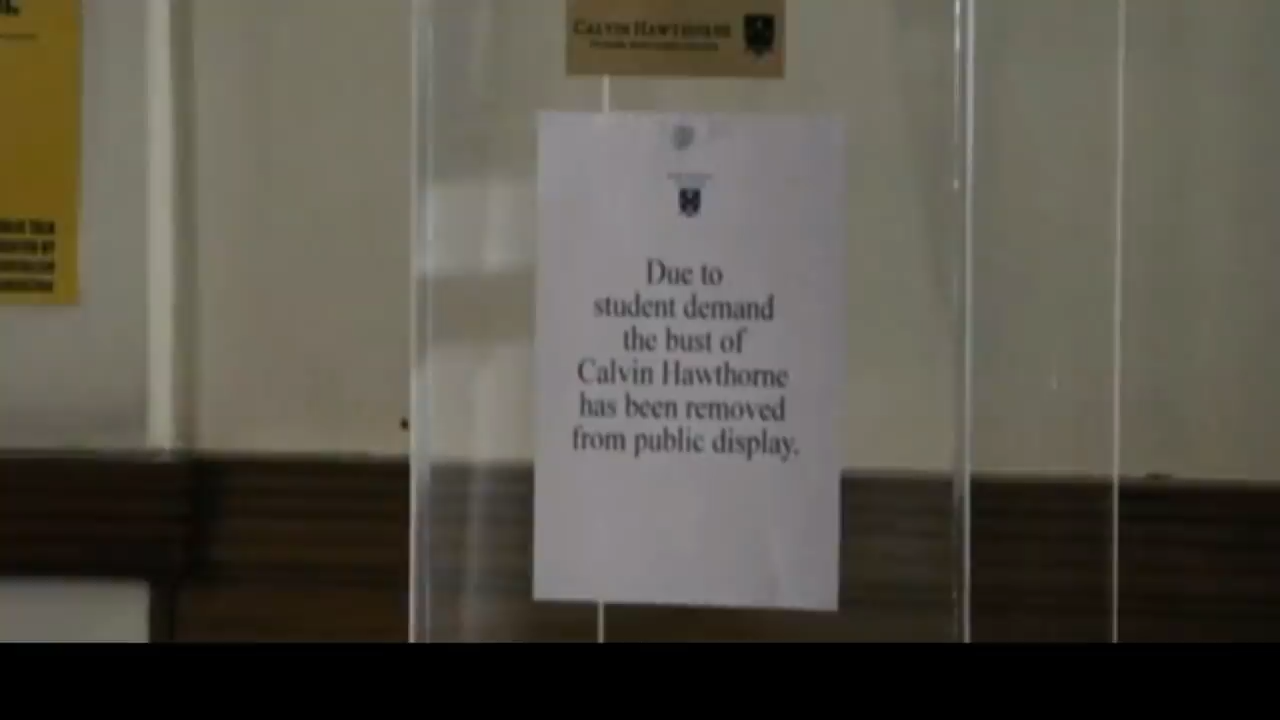 CALVIN HAWTHORNE
Due to
student demand
the bust of
Calvin Hawthorne
has been removed
from public display.